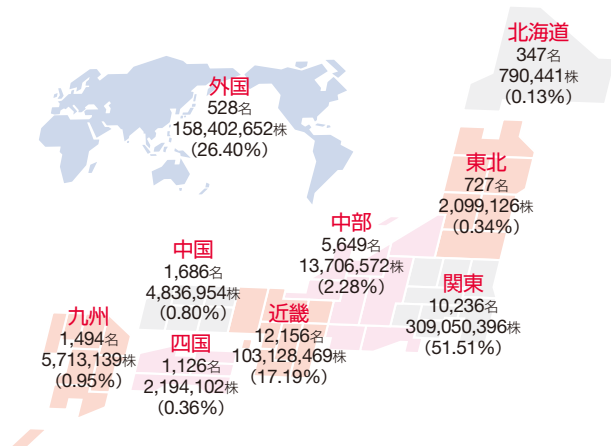 北海道
347名
790,441株
（0.13%）
外国
528名
158,402,652株
（26.40%）
東北
727名
2,099,126株
（0.34%）
中部
5,649名
13,706,572株
（2.28%）
中国
1,686名
4,836,954株
（0.80%）
関東
10,236名
309,050,396株
（51.51%）
九州
1,494名
5,713,139株
（0.95%）
近畿
12,156名
103,128,469株
（17.19%）
四国
1,126名
2,194,102株
（0.36%）